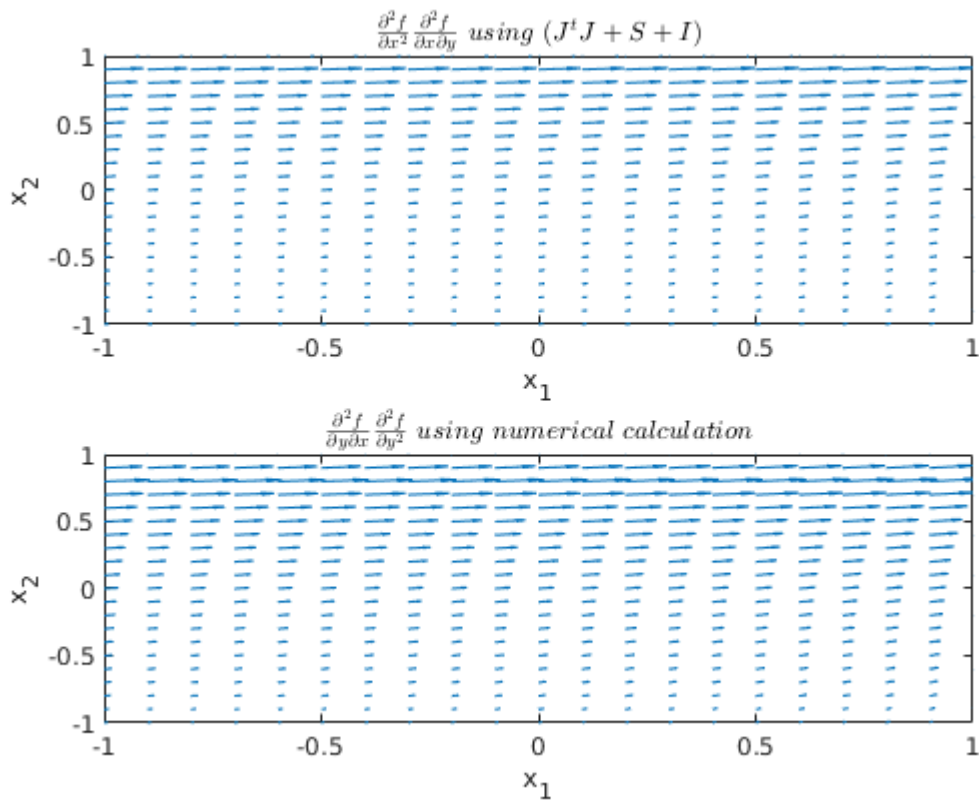 ∂²f/∂x² ∂²f/∂x∂y using (JᵗJ + S + I)
1
0.5
0
-0.5
-1
x₂
-1 -0.5 0 0.5 1
x₁
∂²f/∂y∂x ∂²f/∂y² using numerical calculation
1
0.5
0
-0.5
-1
x₂
-1 -0.5 0 0.5 1
x₁